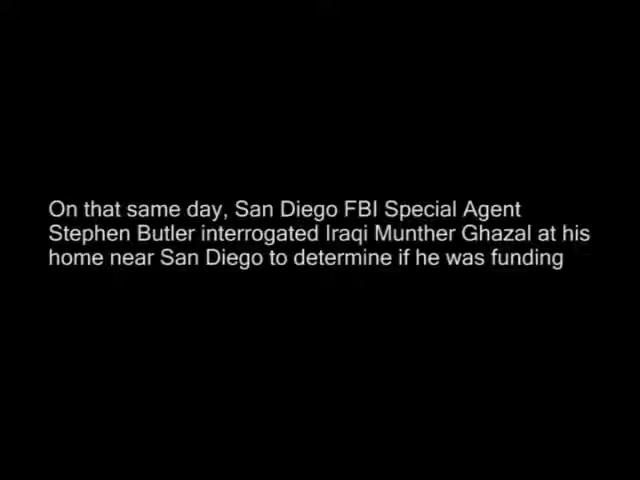 On that same day, San Diego FBI Special Agent
Stephen Butler interrogated Iraqi Munther Ghazal at his
home near San Diego to determine if he was funding